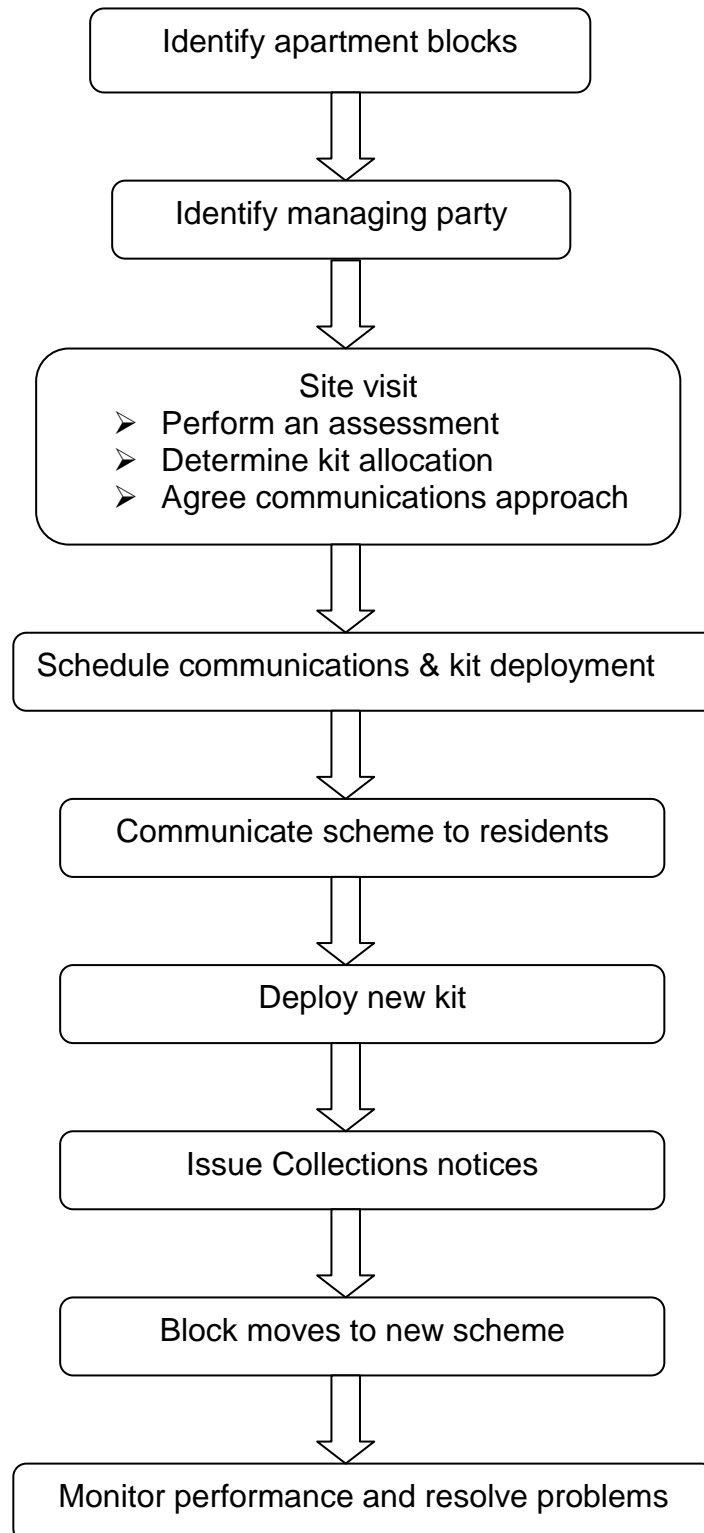 Identify apartment blocks
Identify managing party
Site visit
➢ Perform an assessment
➢ Determine kit allocation
➢ Agree communications approach
Schedule communications & kit deployment
Communicate scheme to residents
Deploy new kit
Issue Collections notices
Block moves to new scheme
Monitor performance and resolve problems